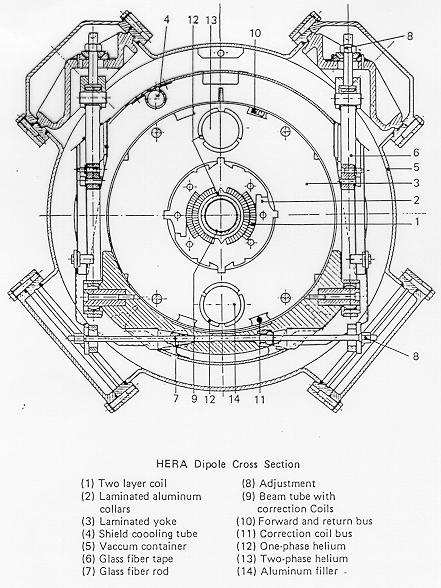 4 12 13 10 8
6
5
3
2
1
8
7 9 12 14 11
HERA Dipole Cross Section
(1) Two layer coil
(2) Laminated aluminum
collars
(3) Laminated yoke
(4) Shield coooling tube
(5) Vaccum container
(6) Glass fiber tape
(7) Glass fiber rod
(8) Adjustment
(9) Beam tube with
correction Coils
(10) Forward and return bus
(11) Correction coil bus
(12) One-phase helium
(13) Two-phase helium
(14) Aluminum filler